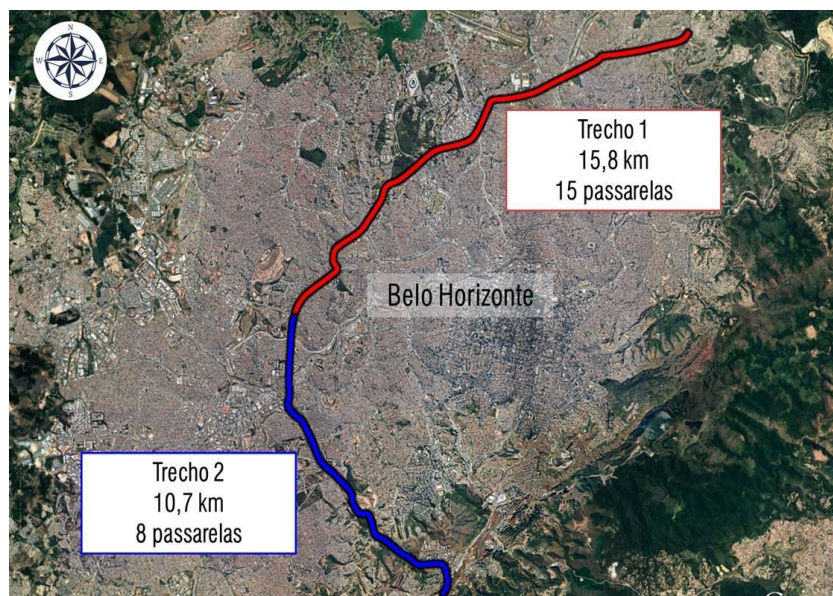 N
W E
S
Trecho 1
15,8 km
15 passarelas
Belo Horizonte
Trecho 2
10,7 km
8 passarelas